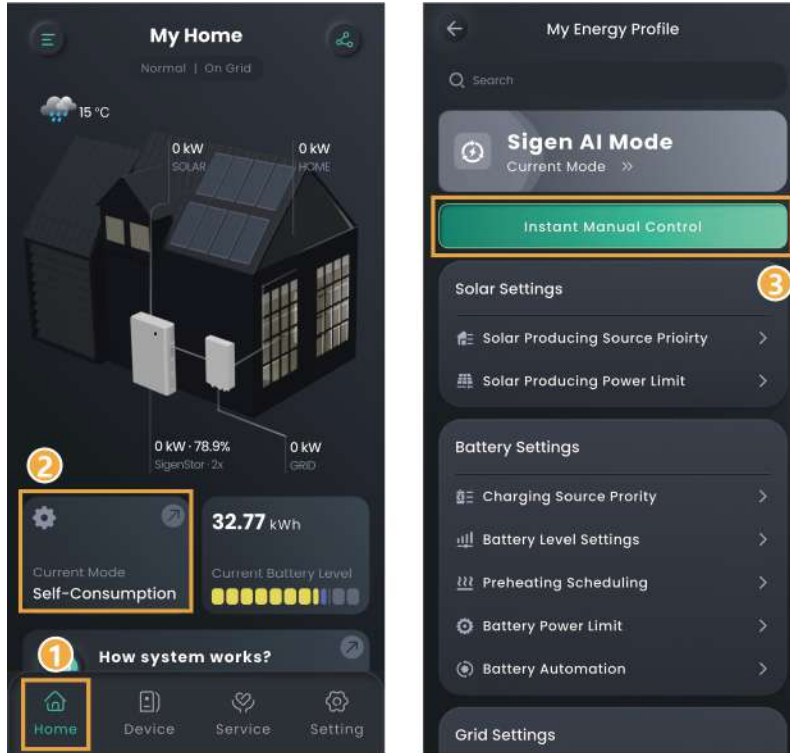 My Home
Normal | On Grid
15 °C
0 kW
SOLAR
0 kW
HOME
0 kW · 78.9%
SigenStor · 2x
0 kW
GRID
2
Current Mode
Self-Consumption
32.77 kWh
Current Battery Level
1
How system works?
Home
Device
Service
Setting
My Energy Profile
Search
Sigen AI Mode
Current Mode »
Instant Manual Control
3
Solar Settings
Solar Producing Source Prioirty
Solar Producing Power Limit
Battery Settings
Charging Source Prority
Battery Level Settings
Preheating Scheduling
Battery Power Limit
Battery Automation
Grid Settings